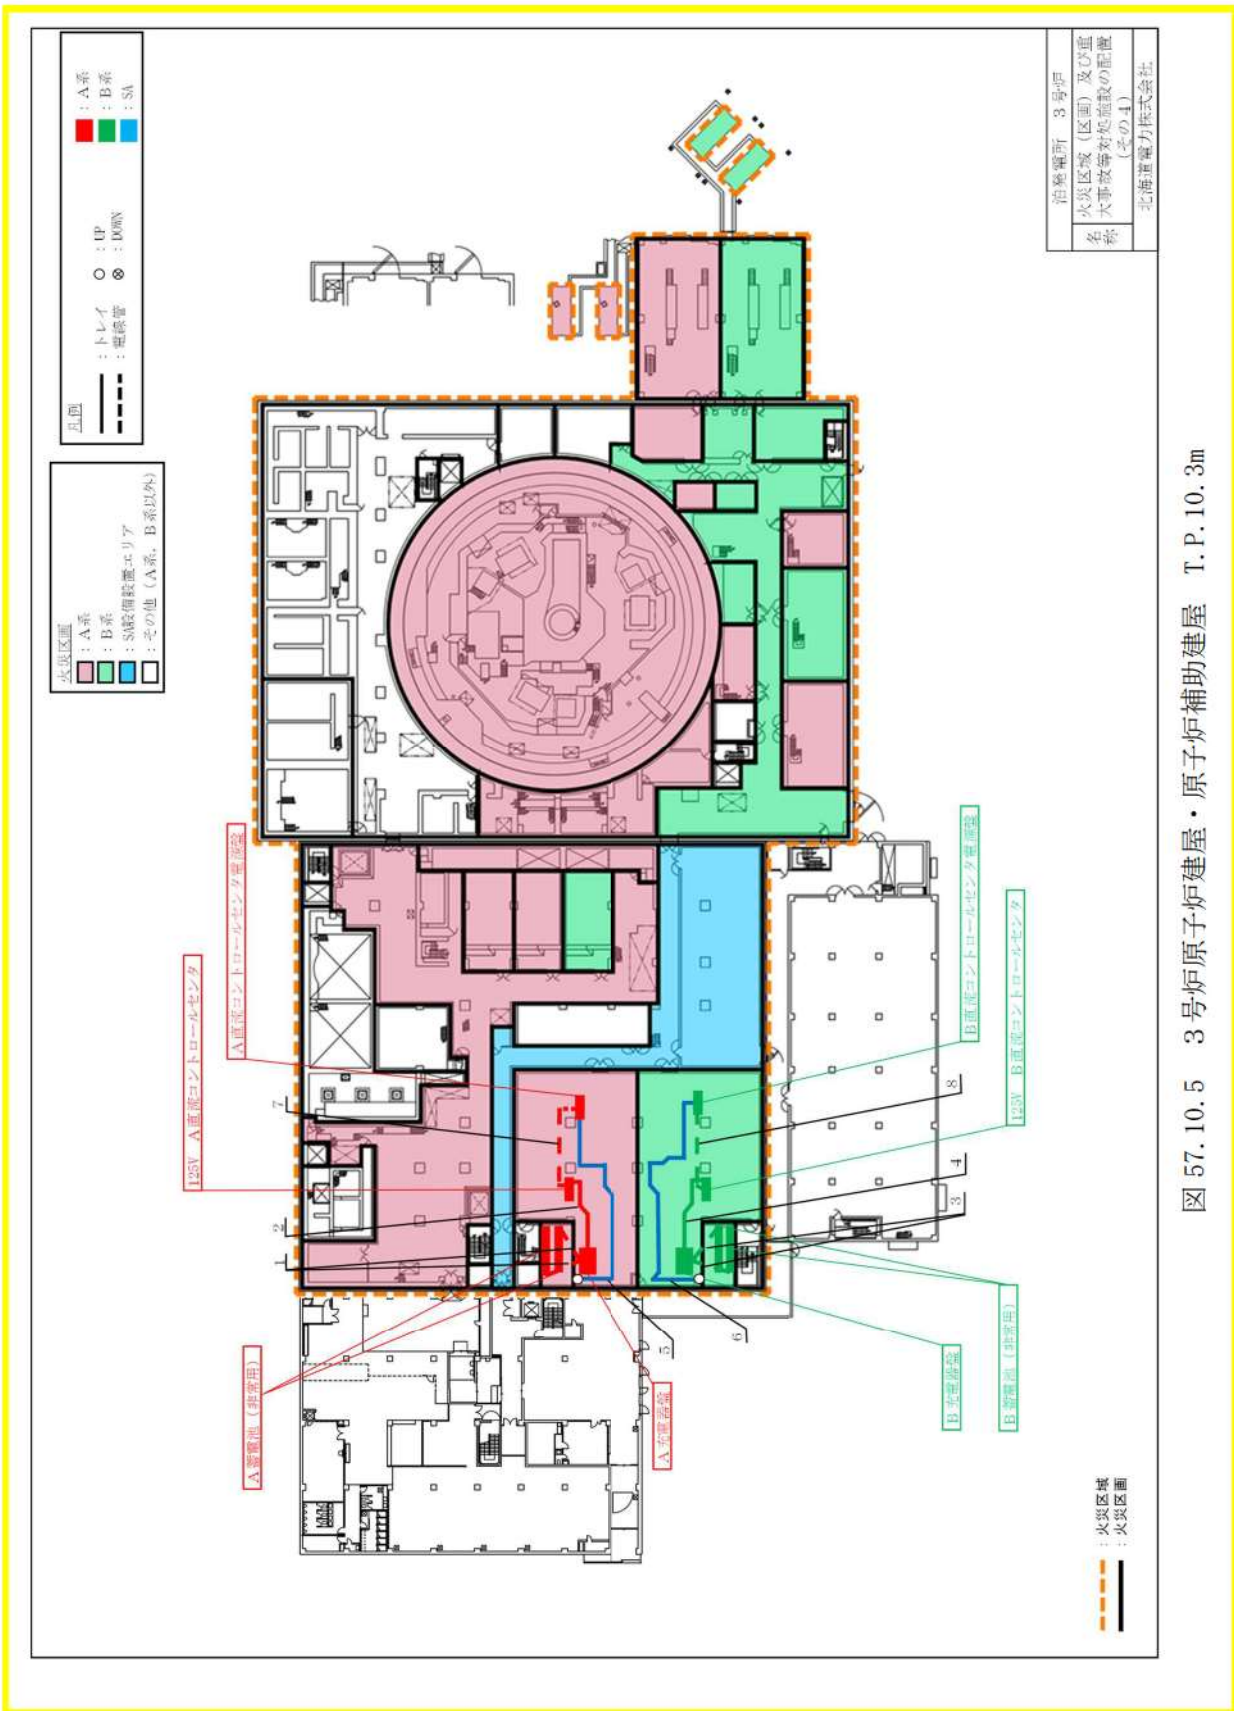 火災区画
：A系
：B系
：SA設備設置エリア
：その他（A系，B系以外）
凡例
：トレイ
：電線管
○：UP
⊗：DOWN
：A系
：B系
：SA
A蓄電池（非常用）
125V A直流コントロールセンタ
A直流コントロールセンタ電源盤
1
2
7
A充電器盤
5
6
B充電器盤
B蓄電池（非常用）
3
4
8
B直流コントロールセンタ電源盤
125V B直流コントロールセンタ
：火災区域
：火災区画
泊発電所 3号炉
名称
火災区域（区画）及び重
大事故等対処施設の配置
（その4）
北海道電力株式会社
図57.10.5 3号炉原子炉建屋・原子炉補助建屋 T.P.10.3m